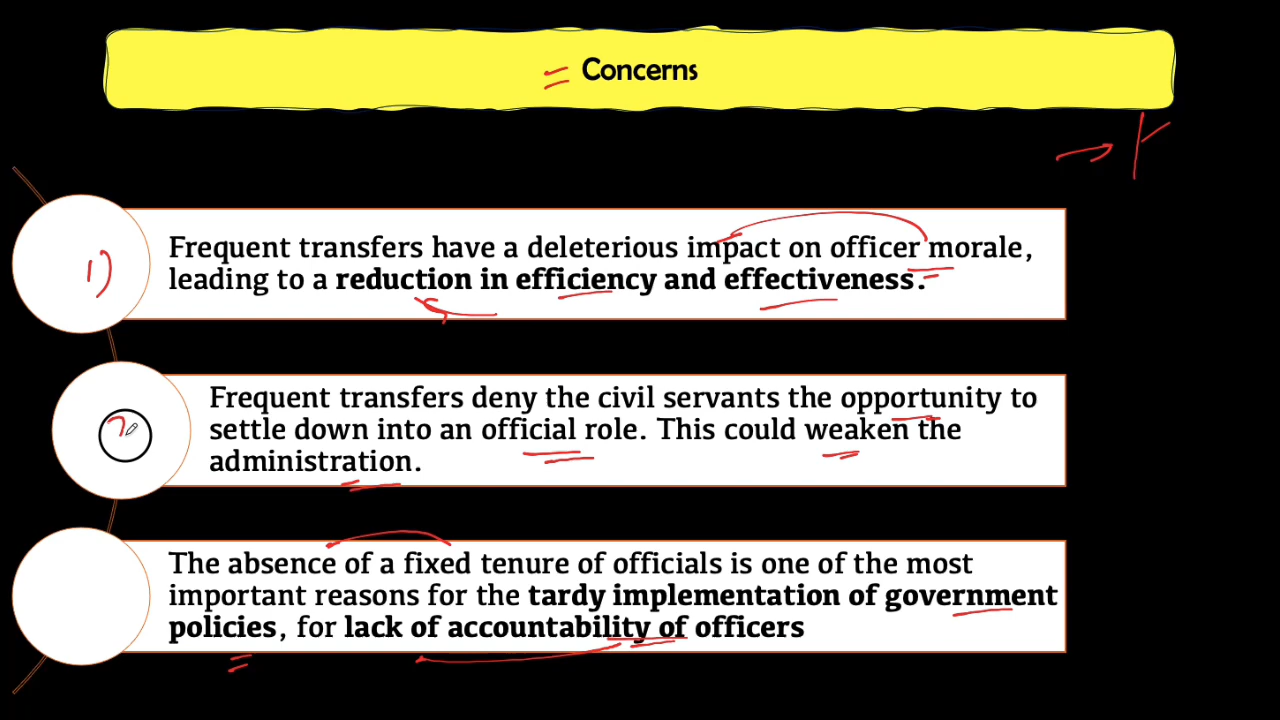 Concerns
1)
Frequent transfers have a deleterious impact on officer morale,
leading to a reduction in efficiency and effectiveness.
Frequent transfers deny the civil servants the opportunity to
settle down into an official role. This could weaken the
administration.
The absence of a fixed tenure of officials is one of the most
important reasons for the tardy implementation of government
policies, for lack of accountability of officers